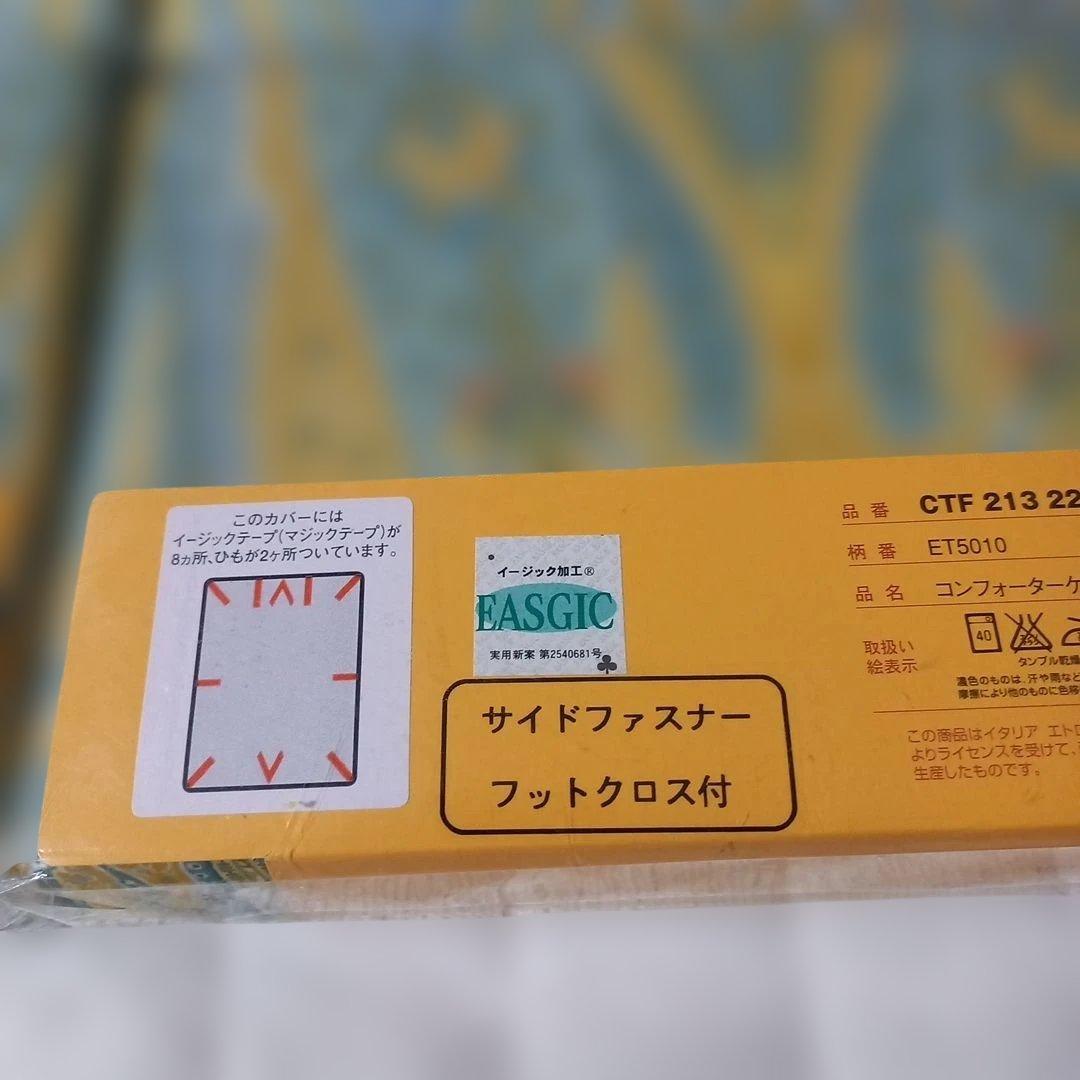 このカバーには
イージックテープ(マジックテープ)が
8ヵ所、ひもが2ヶ所ついています。
イージック加工®
EASGIC
実用新案 第2540681号
サイドファスナー
フットクロス付
品 番 CTF 213 22
柄 番 ET5010
品 名 コンフォーターケ
取扱い
絵表示
40
タンブル乾燥
濃色のものは、汗や雨など
摩擦により他のものに色移
この商品はイタリア エトロ
よりライセンスを受けて、
生産したものです。